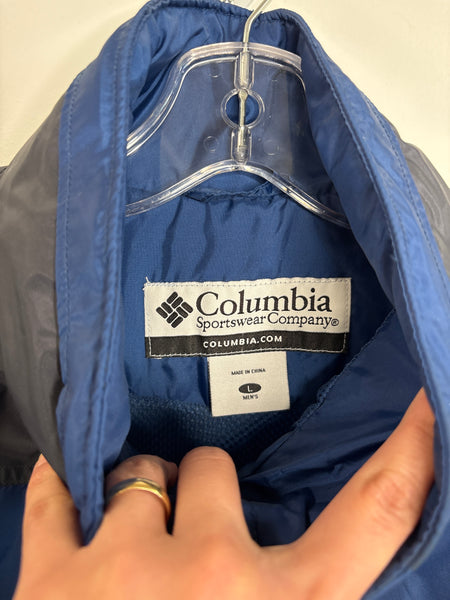 Columbia
Sportswear Company®
COLUMBIA.COM
MADE IN CHINA
L
MEN'S